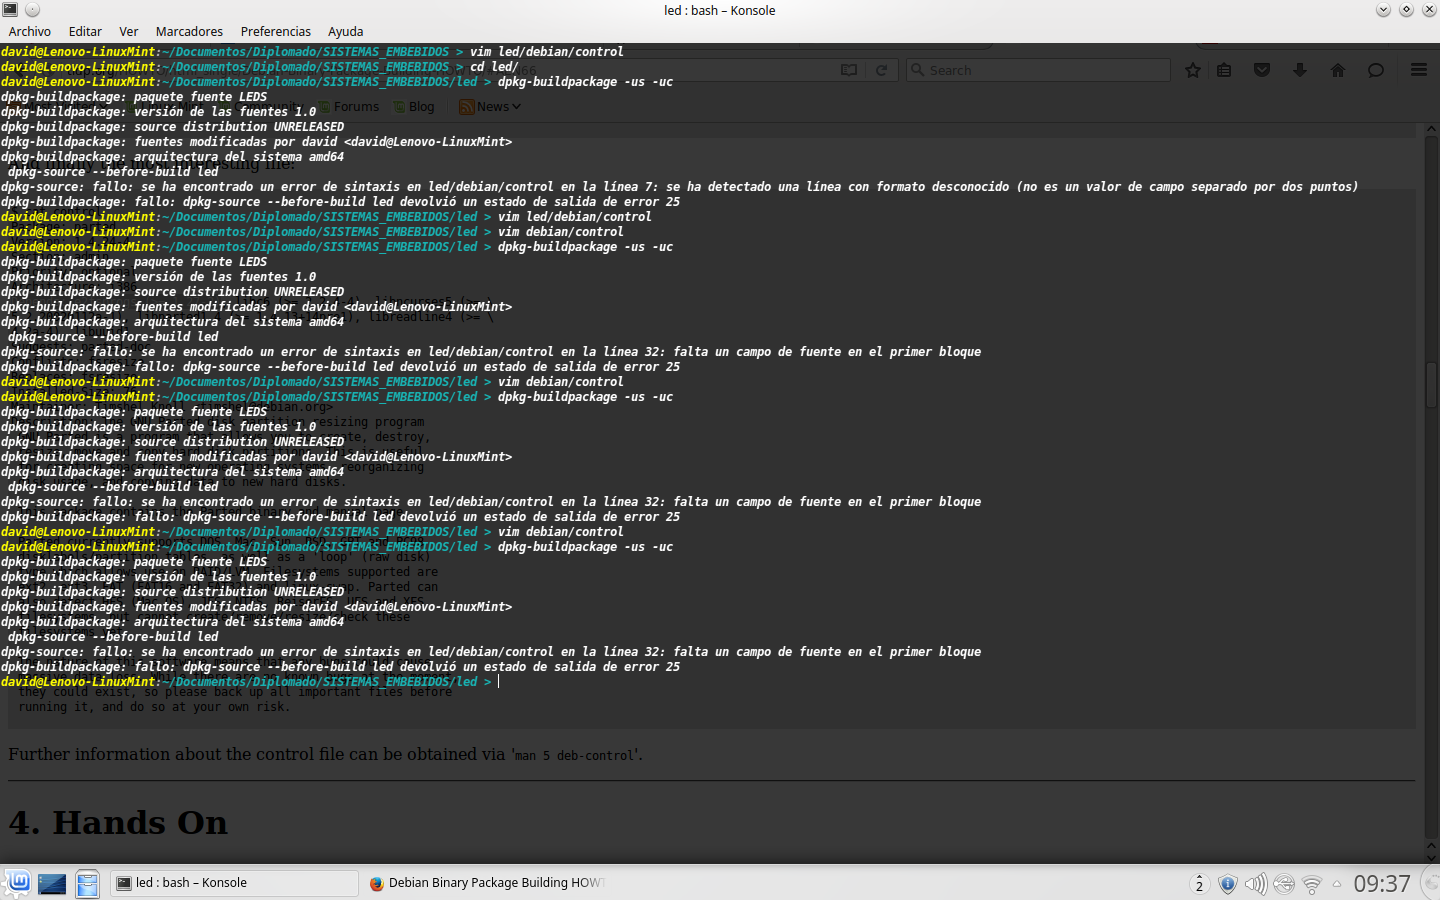 led : bash – Konsole
Archivo Editar Ver Marcadores Preferencias Ayuda
david@Lenovo-LinuxMint:~/Documentos/Diplomado/SISTEMAS_EMBEBIDOS > vim led/debian/control
david@Lenovo-LinuxMint:~/Documentos/Diplomado/SISTEMAS_EMBEBIDOS > cd led/
david@Lenovo-LinuxMint:~/Documentos/Diplomado/SISTEMAS_EMBEBIDOS/led > dpkg-buildpackage -us -uc
dpkg-buildpackage: paquete fuente LEDS
dpkg-buildpackage: versión de las fuentes 1.0
dpkg-buildpackage: source distribution UNRELEASED
dpkg-buildpackage: fuentes modificadas por david <david@Lenovo-LinuxMint>
dpkg-buildpackage: arquitectura del sistema amd64
dpkg-source --before-build led
dpkg-source: fallo: se ha encontrado un error de sintaxis en led/debian/control en la línea 7: se ha detectado una línea con formato desconocido (no es un valor de campo separado por dos puntos)
dpkg-buildpackage: fallo: dpkg-source --before-build led devolvió un estado de salida de error 25
david@Lenovo-LinuxMint:~/Documentos/Diplomado/SISTEMAS_EMBEBIDOS/led > vim led/debian/control
david@Lenovo-LinuxMint:~/Documentos/Diplomado/SISTEMAS_EMBEBIDOS/led > vim debian/control
david@Lenovo-LinuxMint:~/Documentos/Diplomado/SISTEMAS_EMBEBIDOS/led > dpkg-buildpackage -us -uc
dpkg-buildpackage: paquete fuente LEDS
dpkg-buildpackage: versión de las fuentes 1.0
dpkg-buildpackage: source distribution UNRELEASED
dpkg-buildpackage: fuentes modificadas por david <david@Lenovo-LinuxMint>
dpkg-buildpackage: arquitectura del sistema amd64
dpkg-source --before-build led
dpkg-source: fallo: se ha encontrado un error de sintaxis en led/debian/control en la línea 32: falta un campo de fuente en el primer bloque
dpkg-buildpackage: fallo: dpkg-source --before-build led devolvió un estado de salida de error 25
david@Lenovo-LinuxMint:~/Documentos/Diplomado/SISTEMAS_EMBEBIDOS/led > vim debian/control
david@Lenovo-LinuxMint:~/Documentos/Diplomado/SISTEMAS_EMBEBIDOS/led > dpkg-buildpackage -us -uc
dpkg-buildpackage: paquete fuente LEDS
dpkg-buildpackage: versión de las fuentes 1.0
dpkg-buildpackage: source distribution UNRELEASED
dpkg-buildpackage: fuentes modificadas por david <david@Lenovo-LinuxMint>
dpkg-buildpackage: arquitectura del sistema amd64
dpkg-source --before-build led
dpkg-source: fallo: se ha encontrado un error de sintaxis en led/debian/control en la línea 32: falta un campo de fuente en el primer bloque
dpkg-buildpackage: fallo: dpkg-source --before-build led devolvió un estado de salida de error 25
david@Lenovo-LinuxMint:~/Documentos/Diplomado/SISTEMAS_EMBEBIDOS/led > vim debian/control
david@Lenovo-LinuxMint:~/Documentos/Diplomado/SISTEMAS_EMBEBIDOS/led > dpkg-buildpackage -us -uc
dpkg-buildpackage: paquete fuente LEDS
dpkg-buildpackage: versión de las fuentes 1.0
dpkg-buildpackage: source distribution UNRELEASED
dpkg-buildpackage: fuentes modificadas por david <david@Lenovo-LinuxMint>
dpkg-buildpackage: arquitectura del sistema amd64
dpkg-source --before-build led
dpkg-source: fallo: se ha encontrado un error de sintaxis en led/debian/control en la línea 32: falta un campo de fuente en el primer bloque
dpkg-buildpackage: fallo: dpkg-source --before-build led devolvió un estado de salida de error 25
david@Lenovo-LinuxMint:~/Documentos/Diplomado/SISTEMAS_EMBEBIDOS/led >
Search
Forums Blog News
they could exist, so please back up all important files before
running it, and do so at your own risk.
Further information about the control file can be obtained via 'man 5 deb-control'.
4. Hands On
led : bash – Konsole
Debian Binary Package Building HOWT
2
09:37